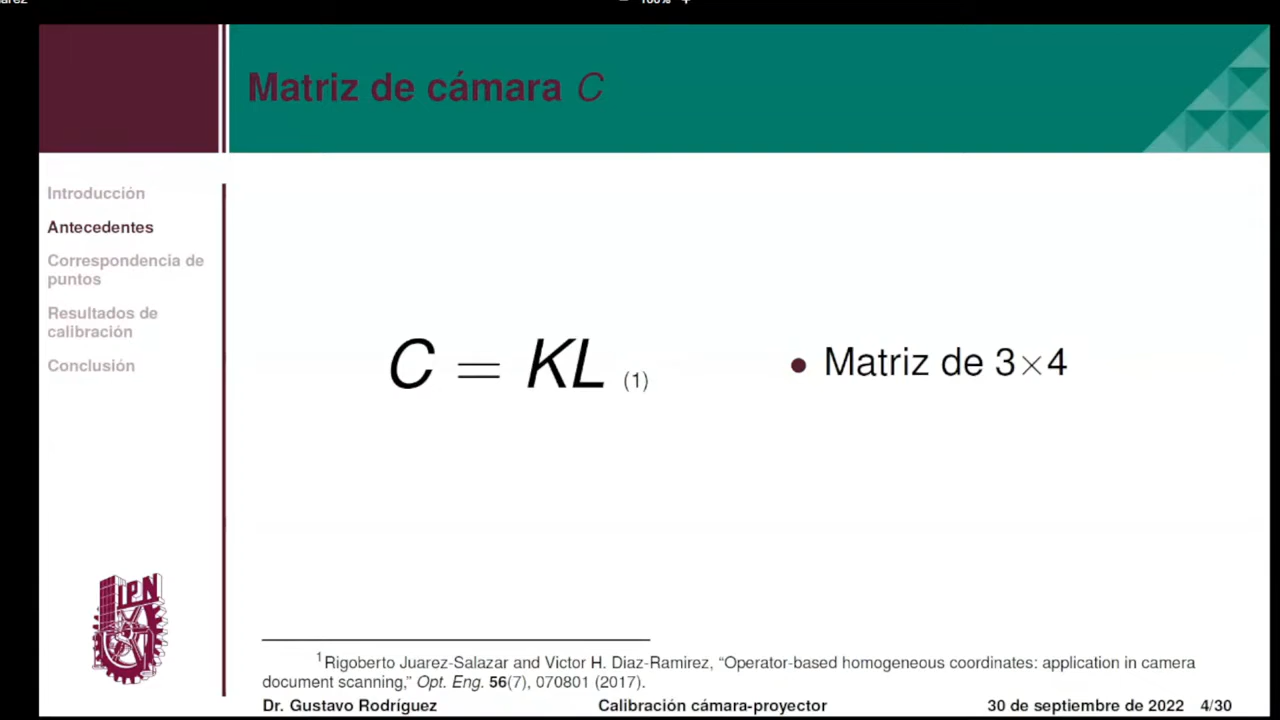 Matriz de cámara C
Introducción
Antecedentes
Correspondencia de
puntos
Resultados de
calibración
Conclusión
C = KL (1)
• Matriz de 3×4
IPN
1Rigoberto Juarez-Salazar and Victor H. Diaz-Ramirez, “Operator-based homogeneous coordinates: application in camera
document scanning,” Opt. Eng. 56(7), 070801 (2017).
Dr. Gustavo Rodríguez Calibración cámara-proyector 30 de septiembre de 2022 4/30